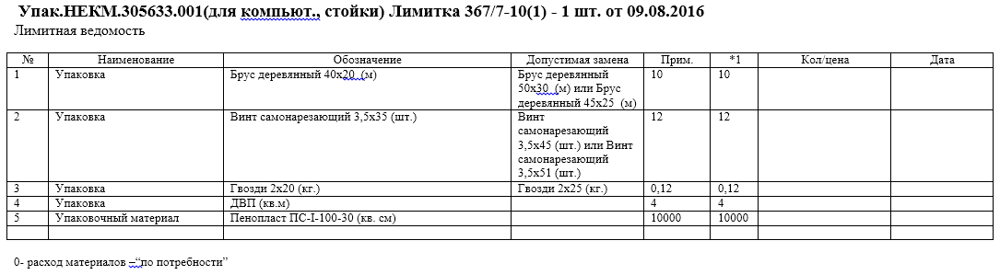 Упак.НЕКМ.305633.001(для компьют., стойки) Лимитка 367/7-10(1) - 1 шт. от 09.08.2016
Лимитная ведомость
№ Наименование Обозначение Допустимая замена Прим. *1 Кол/цена Дата
1 Упаковка Брус деревянный 40х20 (м) Брус деревянный 10 10
50х30 (м) или Брус
деревянный 45х25 (м)
2 Упаковка Винт самонарезающий 3,5х35 (шт.) Винт 12 12
самонарезающий
3,5х45 (шт.) или Винт
самонарезающий
3,5х51 (шт.)
3 Упаковка Гвозди 2х20 (кг.) Гвозди 2х25 (кг.) 0,12 0,12
4 Упаковка ДВП (кв.м) 4 4
5 Упаковочный материал Пенопласт ПС-I-100-30 (кв. см) 10000 10000
0- расход материалов –“по потребности”